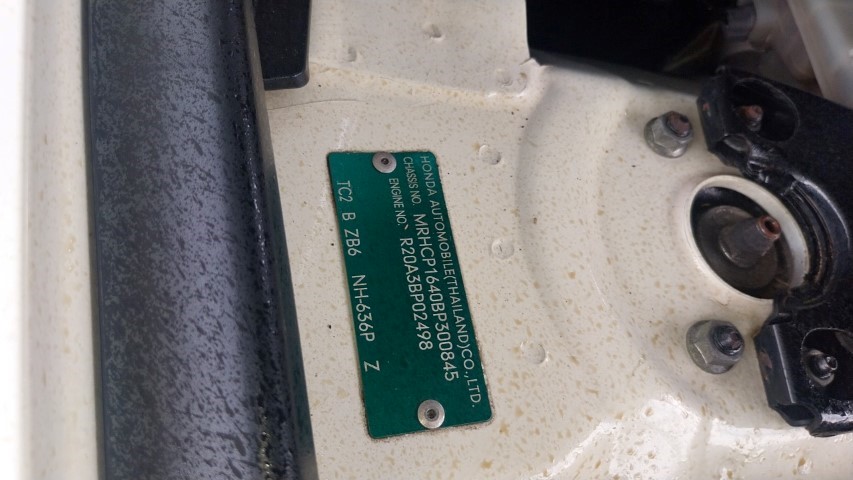 HONDA AUTOMOBILE(THAILAND)CO.,LTD.
CHASSIS NO. MRHCP1640BP300845
ENGINE NO. R20A3BP02498
TC2 B ZB6 NH-636P Z